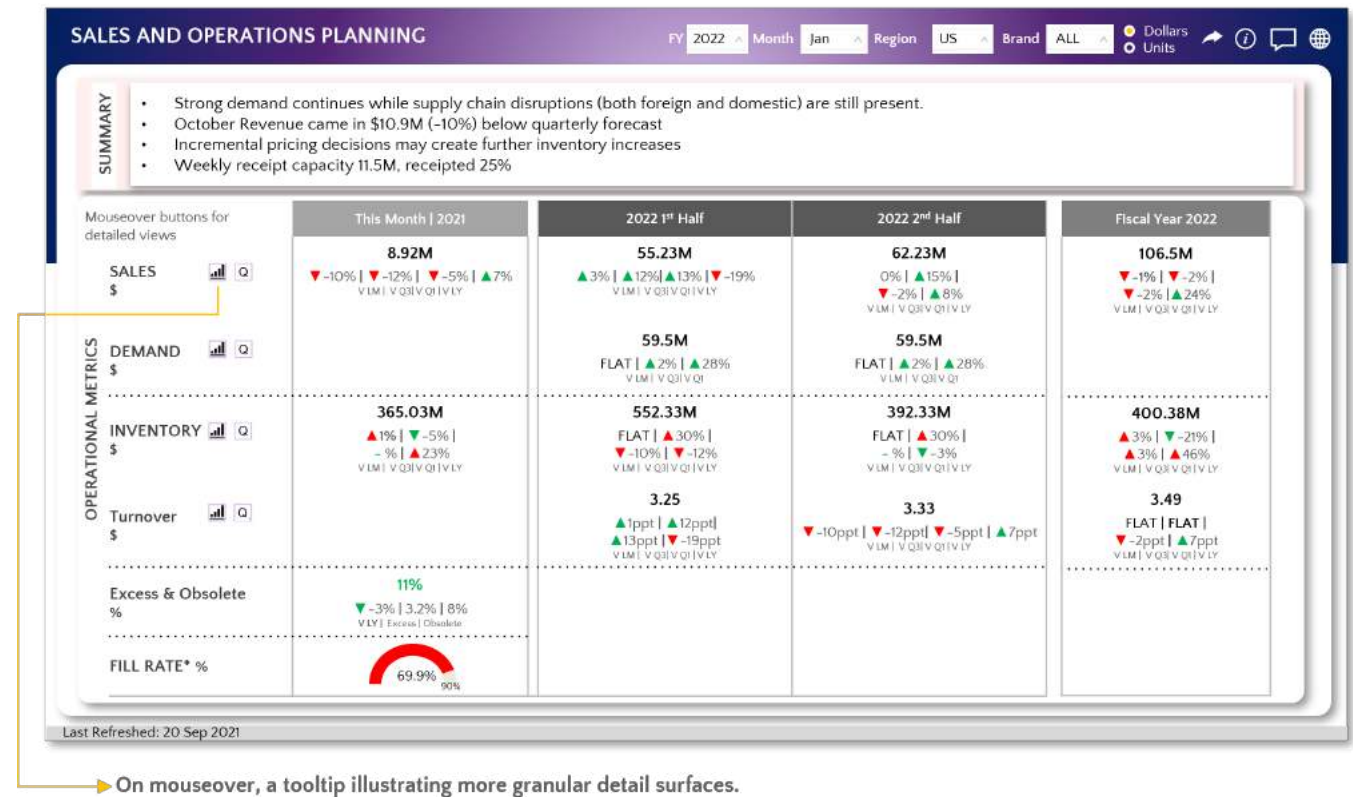 SALES AND OPERATIONS PLANNING
FY 2022 Month Jan Region US Brand ALL Dollars
Units
SUMMARY
• Strong demand continues while supply chain disruptions (both foreign and domestic) are still present.
• October Revenue came in $10.9M (-10%) below quarterly forecast
• Incremental pricing decisions may create further inventory increases
• Weekly receipt capacity 11.5M, receipted 25%
Mouseover buttons for
detailed views
This Month | 2021
2022 1st Half
2022 2nd Half
Fiscal Year 2022
OPERATIONAL METRICS
SALES Q
$
8.92M
▼-10% | ▼-12% | ▼-5% | ▲7%
V LM | V Q3| V Q1 | V LY
55.23M
▲3% | ▲12%| ▲13% | ▼-19%
V LM | V Q3| V Q1 | V LY
62.23M
0% | ▲15% |
▼-2% | ▲8%
V LM | V Q3| V Q1 | V LY
106.5M
▼-1% | ▼-2% |
▼-2% | ▲24%
V LM | V Q3| V Q1 | V LY
DEMAND Q
$
59.5M
FLAT | ▲2% | ▲28%
V LM | V Q3| V Q1
59.5M
FLAT | ▲2% | ▲28%
V LM | V Q3| V Q1
INVENTORY Q
$
365.03M
▲1% | ▼-5% |
- % | ▲23%
V LM | V Q3| V Q1 | V LY
552.33M
FLAT | ▲30% |
▼-10% | ▼-12%
V LM | V Q3| V Q1 | V LY
392.33M
FLAT | ▲30% |
- % | ▼-3%
V LM | V Q3| V Q1 | V LY
400.38M
▲3% | ▼-21% |
▲3% | ▲46%
V LM | V Q3| V Q1 | V LY
Turnover Q
$
3.25
▲1ppt | ▲12ppt|
▲13ppt | ▼-19ppt
V LM | V Q3| V Q1 | V LY
3.33
▼-10ppt | ▼-12ppt| ▼-5ppt | ▲7ppt
V LM | V Q3| V Q1 | V LY
3.49
FLAT | FLAT |
▼-2ppt | ▲7ppt
V LM | V Q3| V Q1 | V LY
Excess & Obsolete
%
11%
▼-3% | 3.2% | 8%
V LY | Excess | Obsolete
FILL RATE* %
69.9%
90%
Last Refreshed: 20 Sep 2021
On mouseover, a tooltip illustrating more granular detail surfaces.